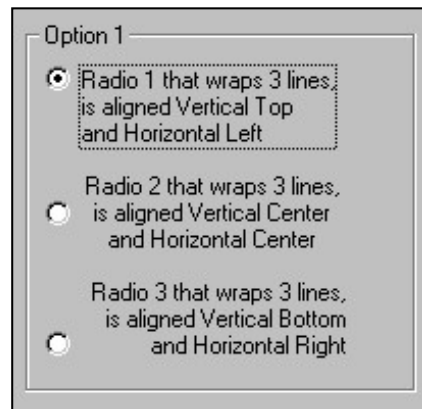 Option 1
Radio 1 that wraps 3 lines,
is aligned Vertical Top
and Horizontal Left
Radio 2 that wraps 3 lines,
is aligned Vertical Center
and Horizontal Center
Radio 3 that wraps 3 lines,
is aligned Vertical Bottom
and Horizontal Right